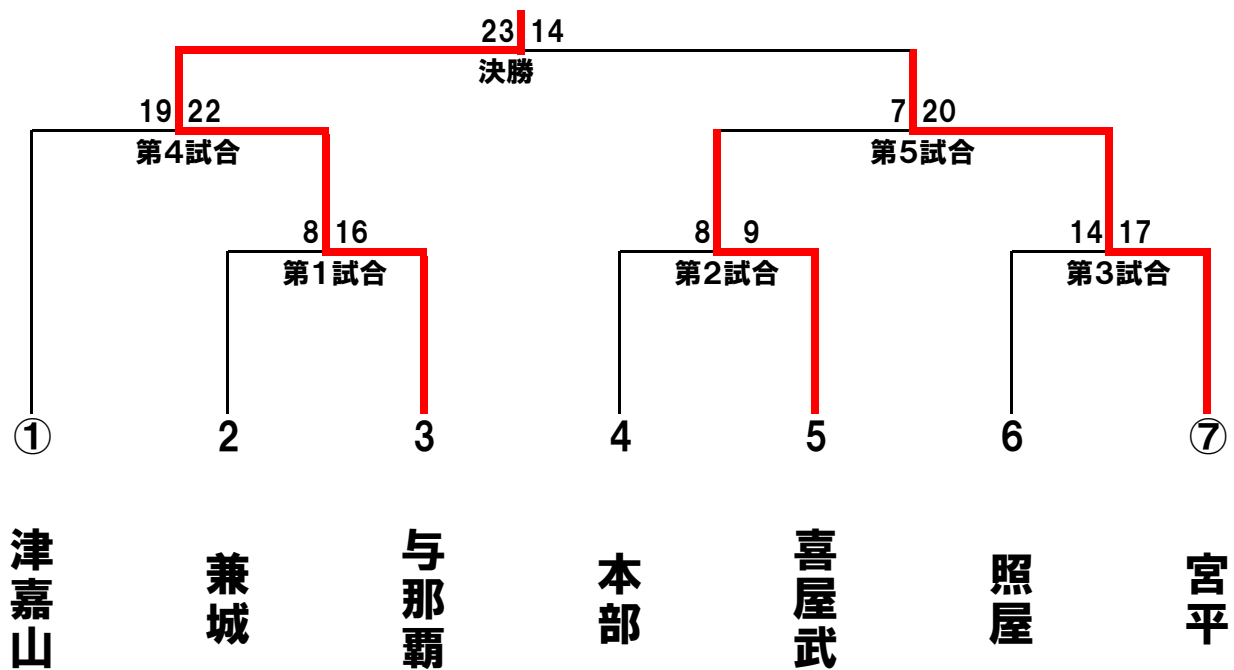 23 14
決勝
19 22
第4試合
7 20
第5試合
8 16
第1試合
8 9
第2試合
14 17
第3試合
① 2 3 4 5 6 ⑦
津嘉山
兼城
与那覇
本部
喜屋武
照屋
宮平